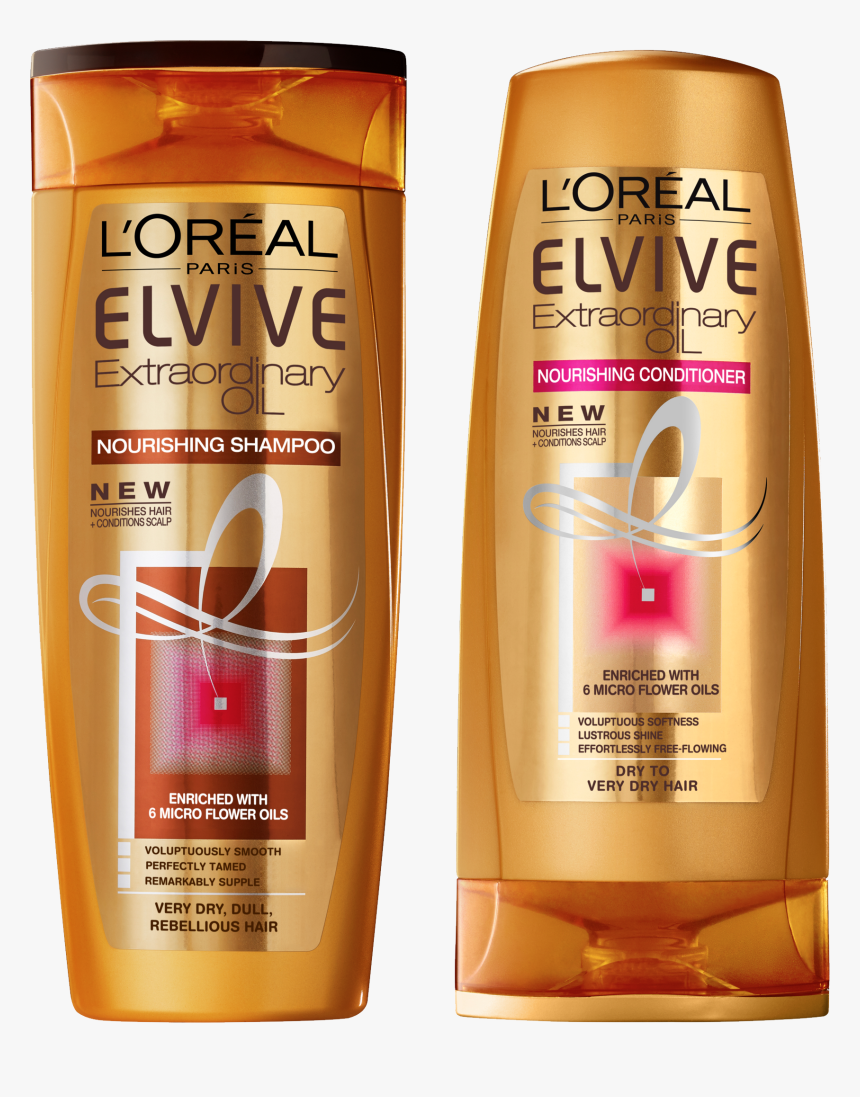 L'ORÉAL
PARiS
ELVIVE
Extraordinary
OIL
NOURISHING SHAMPOO
NEW
NOURISHES HAIR
+ CONDITIONS SCALP
ENRICHED WITH
6 MICRO FLOWER OILS
VOLUPTUOUSLY SMOOTH
PERFECTLY TAMED
REMARKABLY SUPPLE
VERY DRY, DULL,
REBELLIOUS HAIR
L'ORÉAL
PARiS
ELVIVE
Extraordinary
OIL
NOURISHING CONDITIONER
NEW
NOURISHES HAIR
+ CONDITIONS SCALP
ENRICHED WITH
6 MICRO FLOWER OILS
VOLUPTUOUS SOFTNESS
LUSTROUS SHINE
EFFORTLESSLY FREE-FLOWING
DRY TO
VERY DRY HAIR